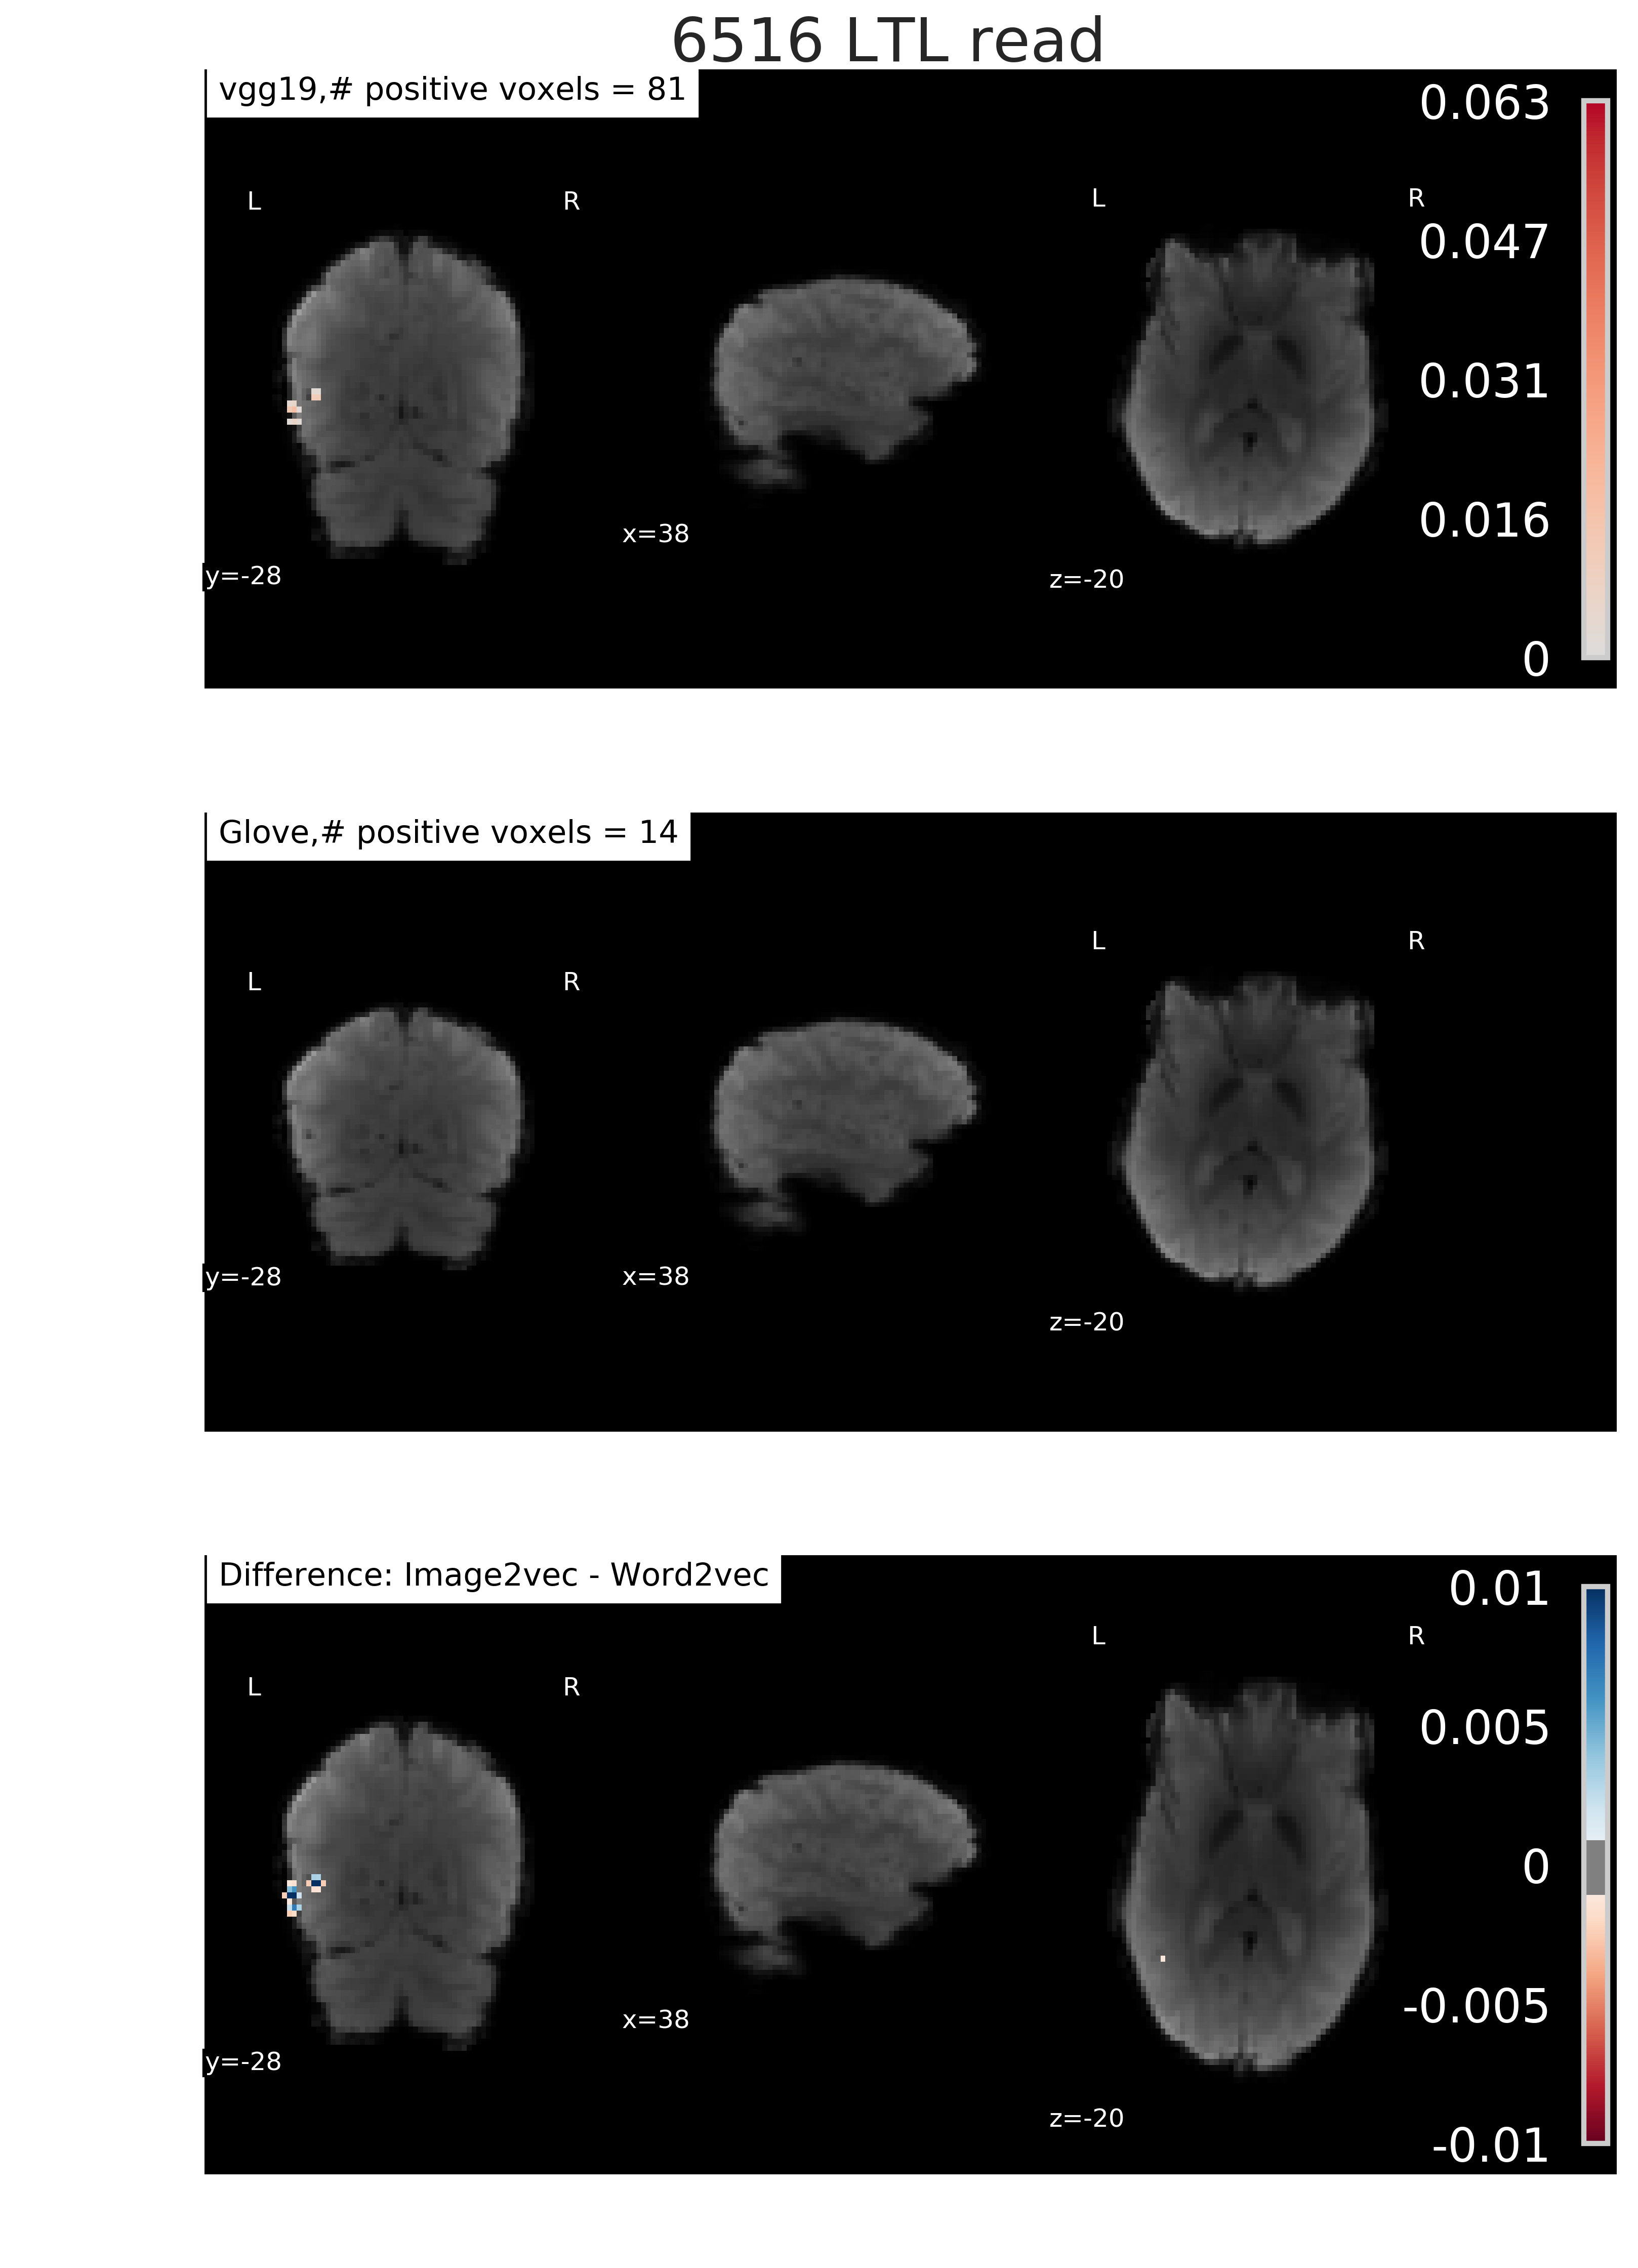 6516 LTL read
vgg19,# positive voxels = 81
0.063
L R L R
0.047
0.031
0.016
x=38
y=-28
z=-20
0
Glove,# positive voxels = 14
L R
L R
y=-28
x=38
z=-20
Difference: Image2vec - Word2vec
0.01
L R
L R
0.005
0
-0.005
x=38
y=-28
z=-20
-0.01